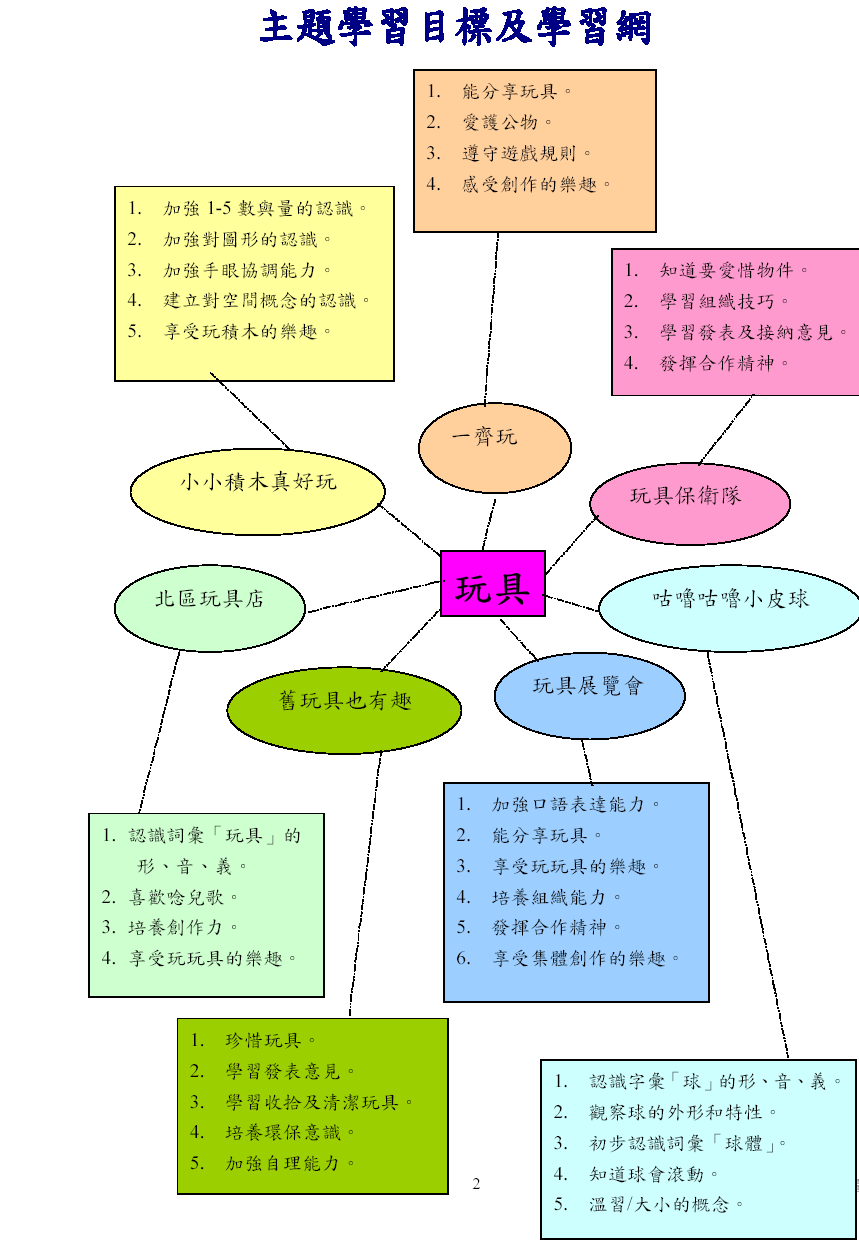 主題學習目標及學習網
1. 能分享玩具。
2. 愛護公物。
3. 遵守遊戲規則。
4. 感受創作的樂趣。
1. 加強 1-5 數與量的認識。
2. 加強對圖形的認識。
3. 加強手眼協調能力。
4. 建立對空間概念的認識。
5. 享受玩積木的樂趣。
1. 知道要愛惜物件。
2. 學習組織技巧。
3. 學習發表及接納意見。
4. 發揮合作精神。
一齊玩
小小積木真好玩
玩具保衛隊
玩具
北區玩具店
咕嚕咕嚕小皮球
舊玩具也有趣
玩具展覽會
1. 認識詞彙「玩具」的
形、音、義。
2. 喜歡唸兒歌。
3. 培養創作力。
4. 享受玩玩具的樂趣。
1. 加強口語表達能力。
2. 能分享玩具。
3. 享受玩玩具的樂趣。
4. 培養組織能力。
5. 發揮合作精神。
6. 享受集體創作的樂趣。
1. 珍惜玩具。
2. 學習發表意見。
3. 學習收拾及清潔玩具。
4. 培養環保意識。
5. 加強自理能力。
1. 認識字彙「球」的形、音、義。
2. 觀察球的外形和特性。
3. 初步認識詞彙「球體」。
4. 知道球會滾動。
5. 溫習/大小的概念。
2